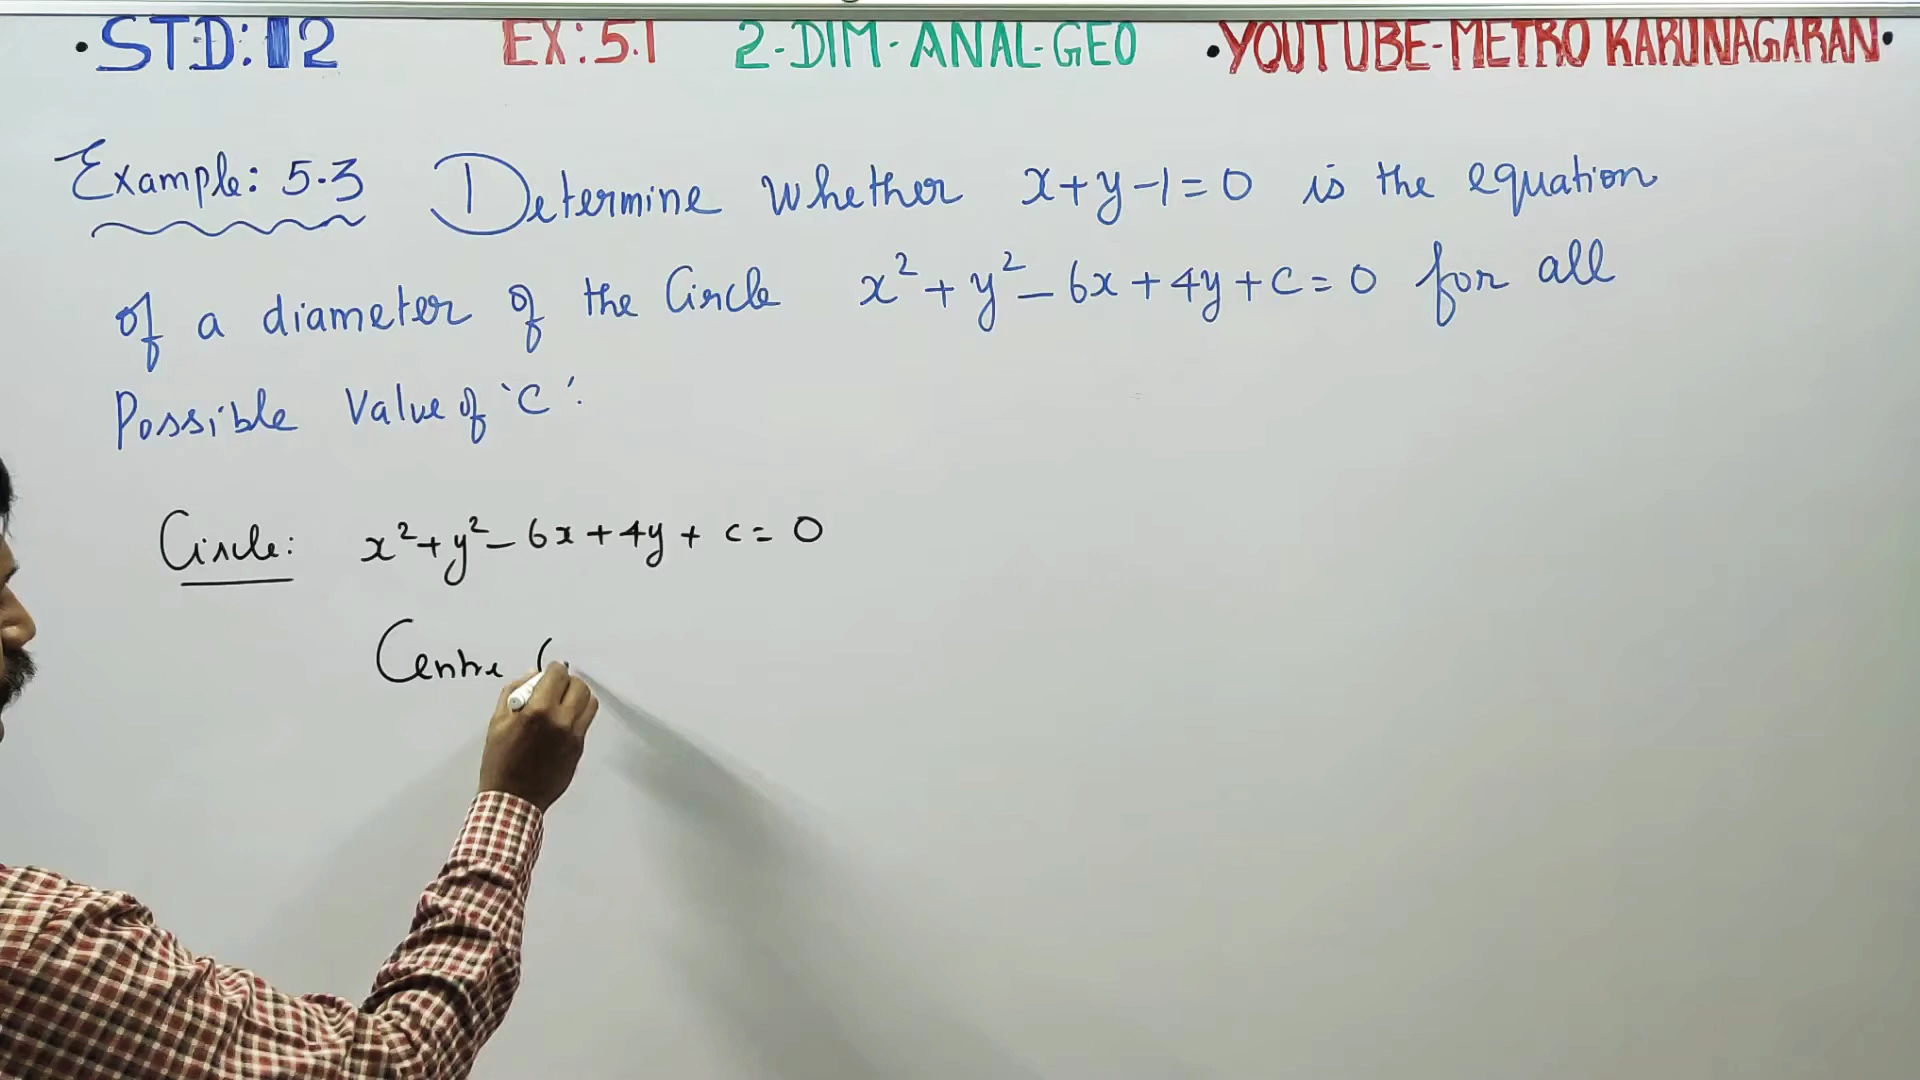 •STD: 12 EX: 5.1 2-DIM-ANAL-GEO •YOUTUBE-METRO KARUNAGARAN•
Example: 5.3 Determine whether x+y-1=0 is the equation
of a diameter of the Circle x²+y²-6x+4y+c=0 for all
Possible Value of 'c'.
Circle: x²+y²-6x+4y+c=0
Centre (